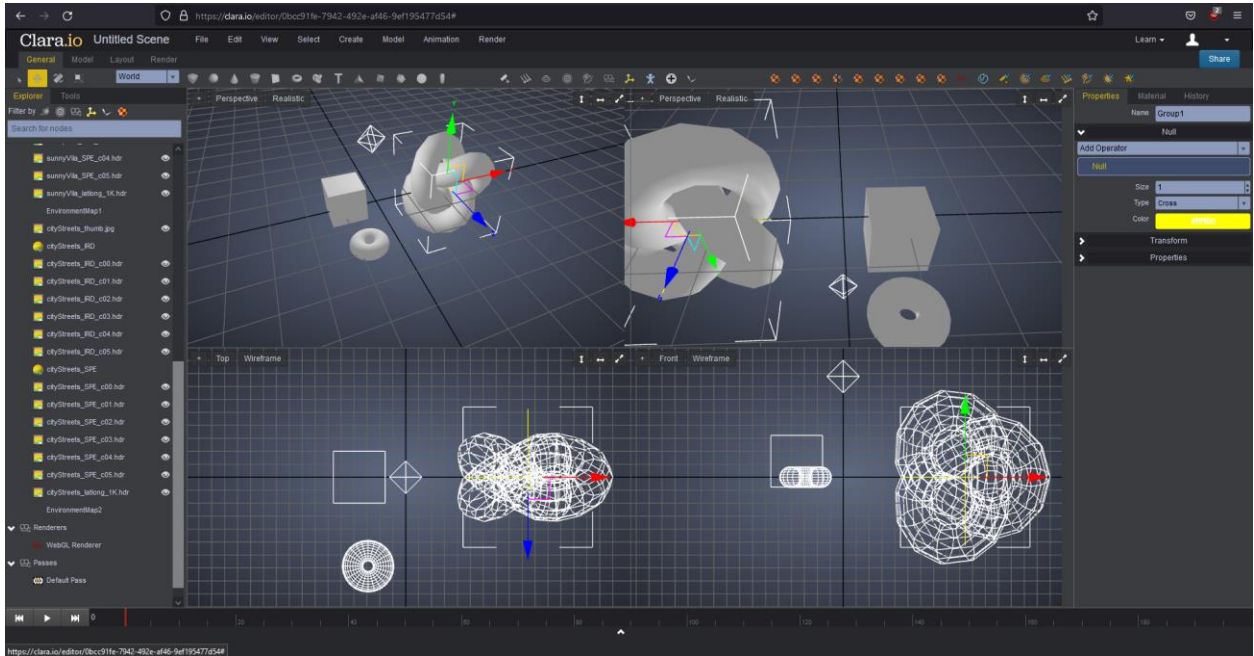 https://clara.io/editor/0bcc91fe-7942-492e-af46-9ef195477d54#
2
Clara.io Untitled Scene File Edit View Select Create Model Animation Render Learn
General Model Layout Render Share
World
Explorer Tools
Filter by
Search for nodes
sunnyVila_SPE_c04.hdr
sunnyVila_SPE_c05.hdr
sunnyVila_latlong_1K.hdr
EnvironmentMap1
cityStreets_thumb.jpg
cityStreets_IRD
cityStreets_IRD_c00.hdr
cityStreets_IRD_c01.hdr
cityStreets_IRD_c02.hdr
cityStreets_IRD_c03.hdr
cityStreets_IRD_c04.hdr
cityStreets_IRD_c05.hdr
cityStreets_SPE
cityStreets_SPE_c00.hdr
cityStreets_SPE_c01.hdr
cityStreets_SPE_c02.hdr
cityStreets_SPE_c03.hdr
cityStreets_SPE_c04.hdr
cityStreets_SPE_c05.hdr
cityStreets_latlong_1K.hdr
EnvironmentMap2
Renderers
WebGL Renderer
Passes
Default Pass
+ Perspective Realistic
+ Perspective Realistic
+ Top Wireframe
+ Front Wireframe
Properties Material History
Name Group1
Null
Add Operator
Null
Size 1
Type Cross
Color
Transform
Properties
0 20 40 60 80 100 120 140 160 180
https://clara.io/editor/0bcc91fe-7942-492e-af46-9ef195477d54#